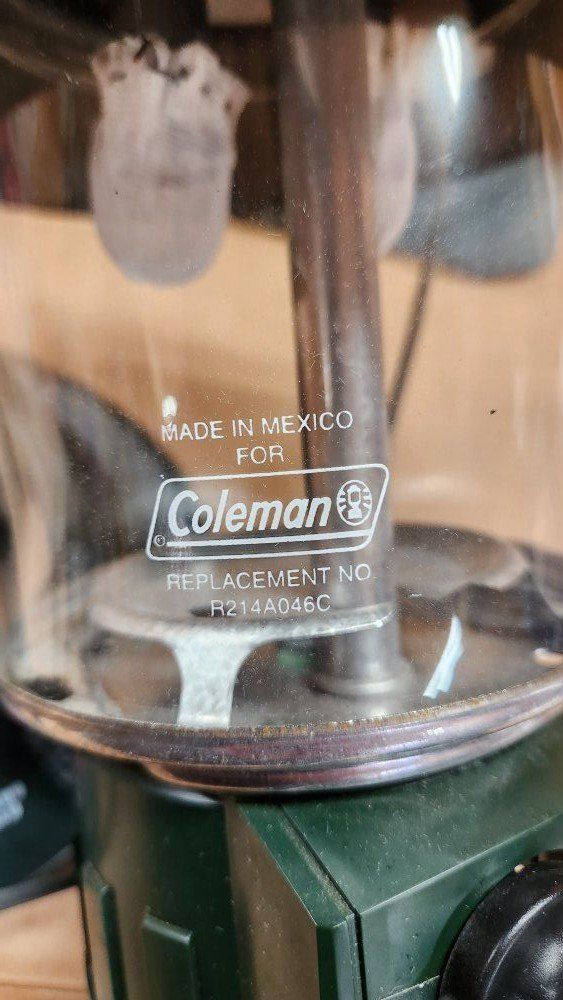 MADE IN MEXICO
FOR
Coleman
REPLACEMENT NO
R214A046C